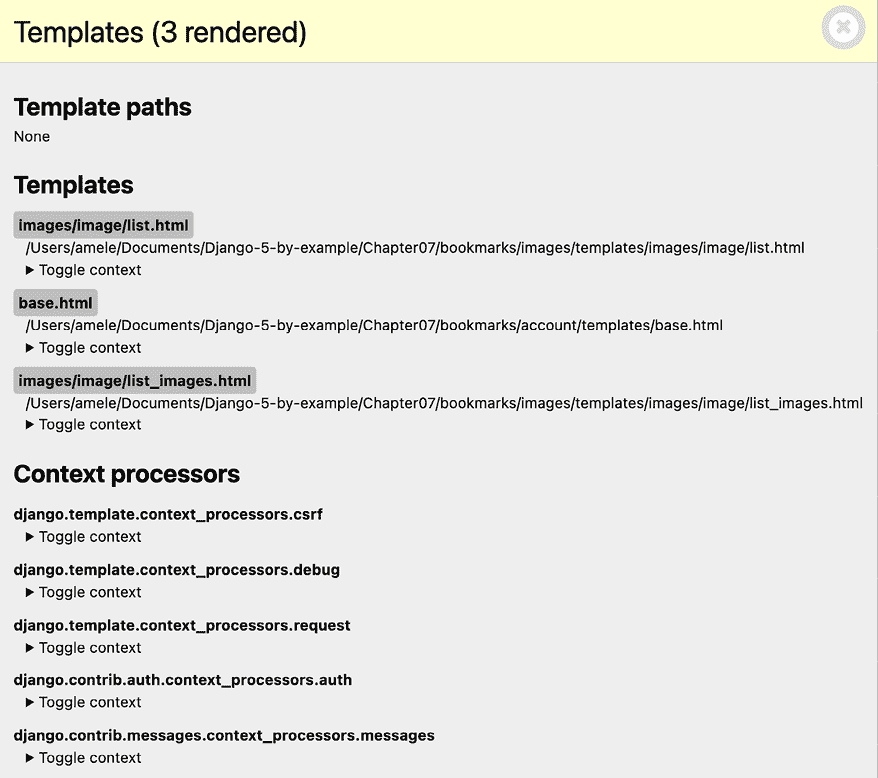 Templates (3 rendered)
Template paths
None
Templates
images/image/list.html
/Users/amele/Documents/Django-5-by-example/Chapter07/bookmarks/images/templates/images/image/list.html
▶ Toggle context
base.html
/Users/amele/Documents/Django-5-by-example/Chapter07/bookmarks/account/templates/base.html
▶ Toggle context
images/image/list_images.html
/Users/amele/Documents/Django-5-by-example/Chapter07/bookmarks/images/templates/images/image/list_images.html
▶ Toggle context
Context processors
django.template.context_processors.csrf
▶ Toggle context
django.template.context_processors.debug
▶ Toggle context
django.template.context_processors.request
▶ Toggle context
django.contrib.auth.context_processors.auth
▶ Toggle context
django.contrib.messages.context_processors.messages
▶ Toggle context